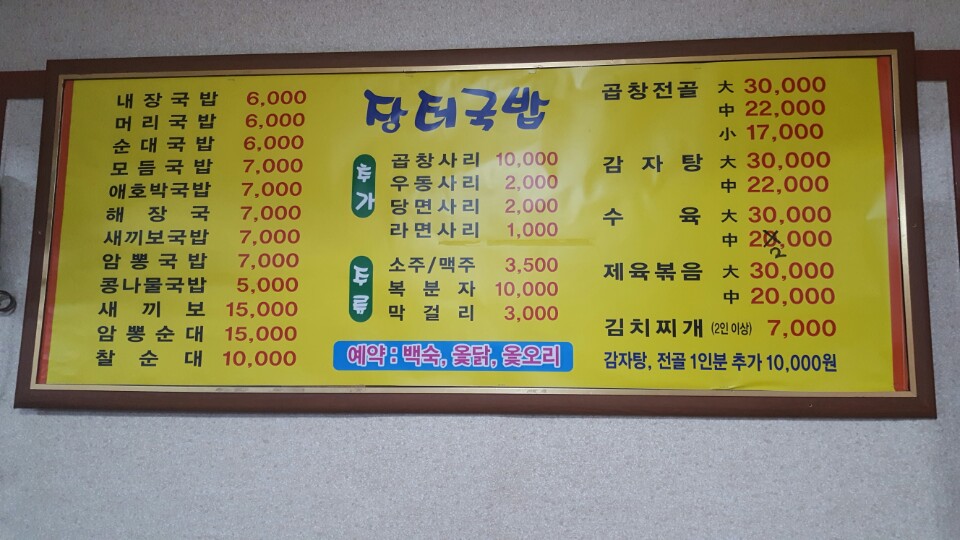 내장국밥 6,000
머리국밥 6,000
순대국밥 6,000
모듬국밥 7,000
애호박국밥 7,000
해장국 7,000
새끼보국밥 7,000
암뽕국밥 7,000
콩나물국밥 5,000
새끼보 15,000
암뽕순대 15,000
찰순대 10,000
장터국밥
추가
곱창사리 10,000
우동사리 2,000
당면사리 2,000
라면사리 1,000
주류
소주/맥주 3,500
복분자 10,000
막걸리 3,000
예약 : 백숙, 옻닭, 옻오리
곱창전골 大 30,000
中 22,000
小 17,000
감자탕 大 30,000
中 22,000
수육 大 30,000
中 22,000
제육볶음 大 30,000
中 20,000
김치찌개 (2인 이상) 7,000
감자탕, 전골 1인분 추가 10,000원